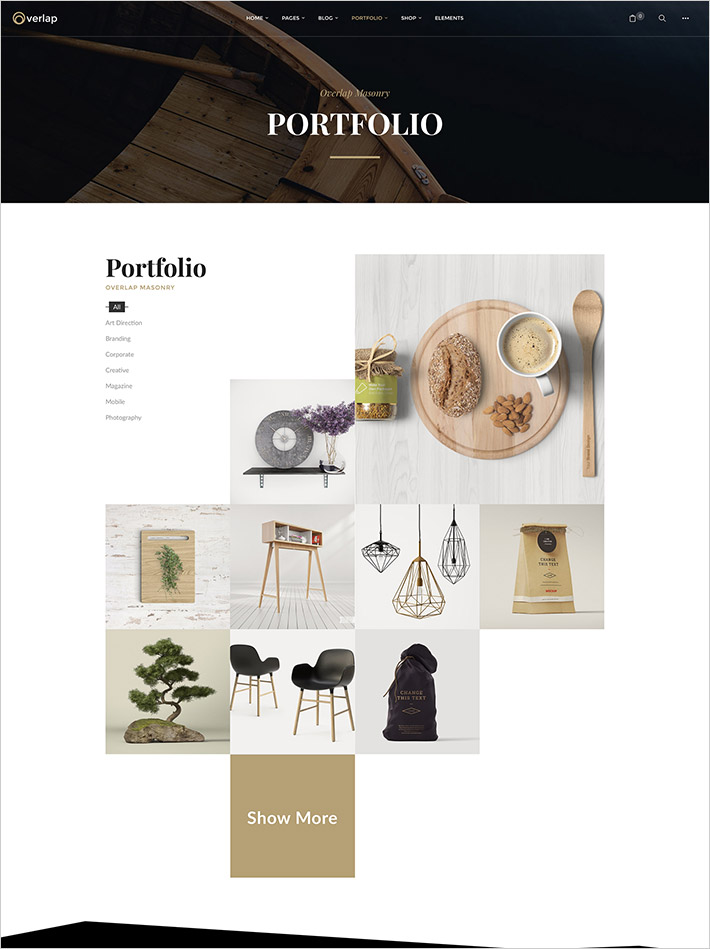 Overlap
HOME PAGES BLOG PORTFOLIO SHOP ELEMENTS
0
Overlap Masonry
PORTFOLIO
Portfolio
OVERLAP MASONRY
All
Art Direction
Branding
Corporate
Creative
Magazine
Mobile
Photography
CHANGE
THIS TEXT
CHANGE
THIS TEXT
Show More